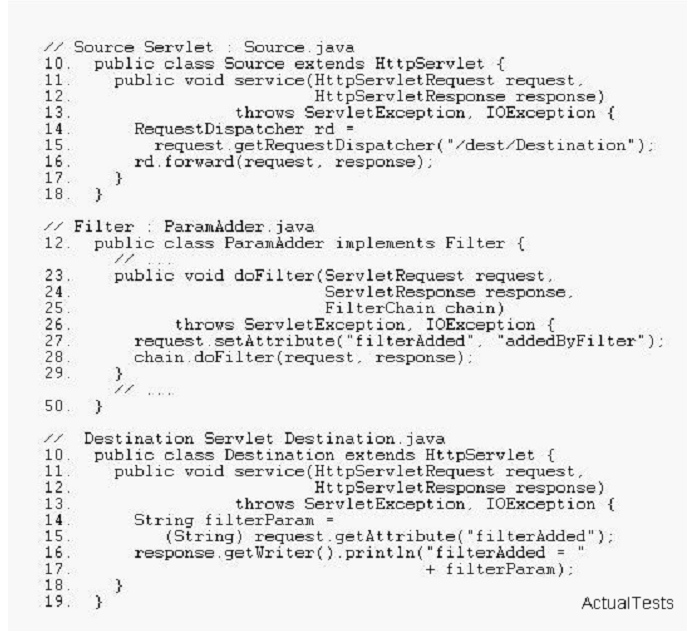 // Source Servlet : Source.java
10. public class Source extends HttpServlet {
11. public void service(HttpServletRequest request,
12. HttpServletResponse response)
13. throws ServletException, IOException {
14. RequestDispatcher rd =
15. request.getRequestDispatcher("/dest/Destination");
16. rd.forward(request, response);
17. }
18. }
// Filter : ParamAdder.java
12. public class ParamAdder implements Filter {
// ...
23. public void doFilter(ServletRequest request,
24. ServletResponse response,
25. FilterChain chain)
26. throws ServletException, IOException {
27. request.setAttribute("filterAdded", "addedByFilter");
28. chain.doFilter(request, response);
29. }
// ...
50. }
// Destination Servlet Destination.java
10. public class Destination extends HttpServlet {
11. public void service(HttpServletRequest request,
12. HttpServletResponse response)
13. throws ServletException, IOException {
14. String filterParam =
15. (String) request.getAttribute("filterAdded");
16. response.getWriter().println("filterAdded = "
17. + filterParam);
18. }
19. }
ActualTests